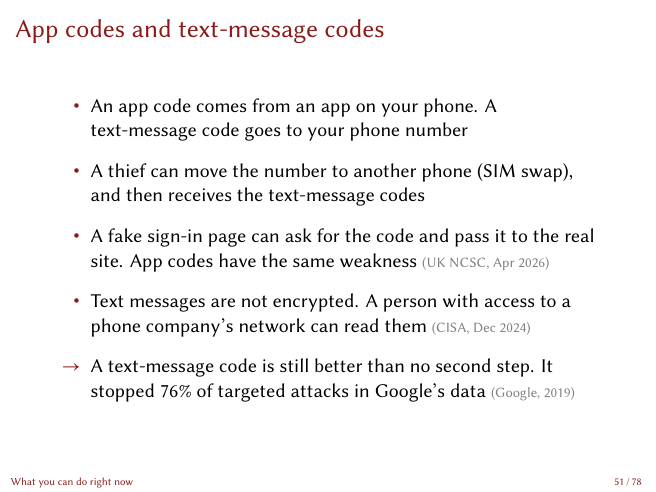 App codes and text-message codes
• An app code comes from an app on your phone. A
text-message code goes to your phone number
• A thief can move the number to another phone (SIM swap),
and then receives the text-message codes
• A fake sign-in page can ask for the code and pass it to the real
site. App codes have the same weakness (UK NCSC, Apr 2026)
• Text messages are not encrypted. A person with access to a
phone company’s network can read them (CISA, Dec 2024)
→ A text-message code is still better than no second step. It
stopped 76% of targeted attacks in Google’s data (Google, 2019)
What you can do right now
51 / 78